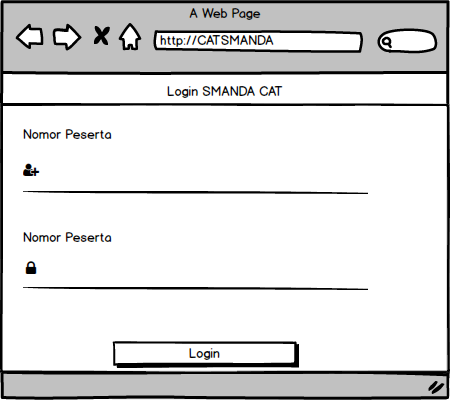 A Web Page
http://CATSMANDA
Login SMANDA CAT
Nomor Peserta
Nomor Peserta
Login